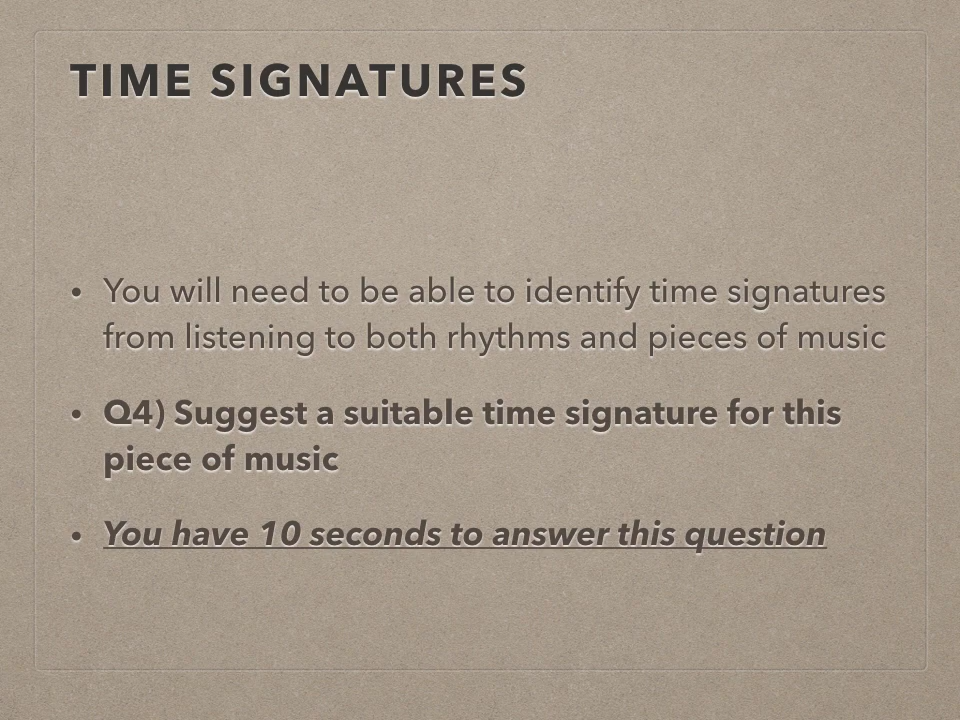 TIME SIGNATURES
• You will need to be able to identify time signatures
from listening to both rhythms and pieces of music
• Q4) Suggest a suitable time signature for this
piece of music
• You have 10 seconds to answer this question